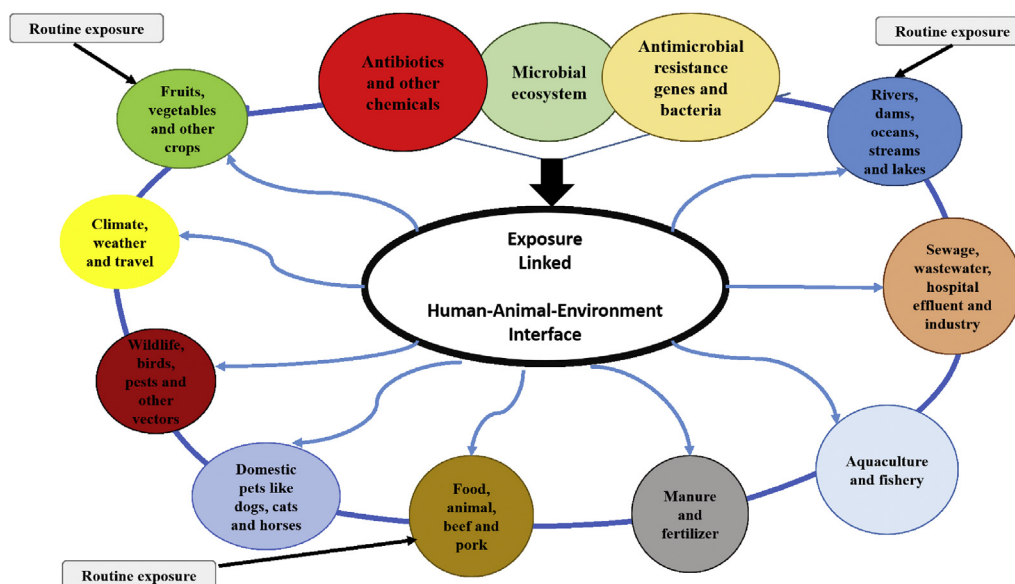 Routine exposure
Antibiotics
and other
chemicals
Microbial
ecosystem
Antimicrobial
resistance
genes and
bacteria
Routine exposure
Fruits,
vegetables
and other
crops
Rivers,
dams,
oceans,
streams
and lakes
Climate,
weather
and travel
Exposure
Linked
Human-Animal-Environment
Interface
Sewage,
wastewater,
hospital
effluent and
industry
Wildlife,
birds,
pests and
other
vectors
Domestic
pets like
dogs, cats
and horses
Food,
animal,
beef and
pork
Manure
and
fertilizer
Aquaculture
and fishery
Routine exposure